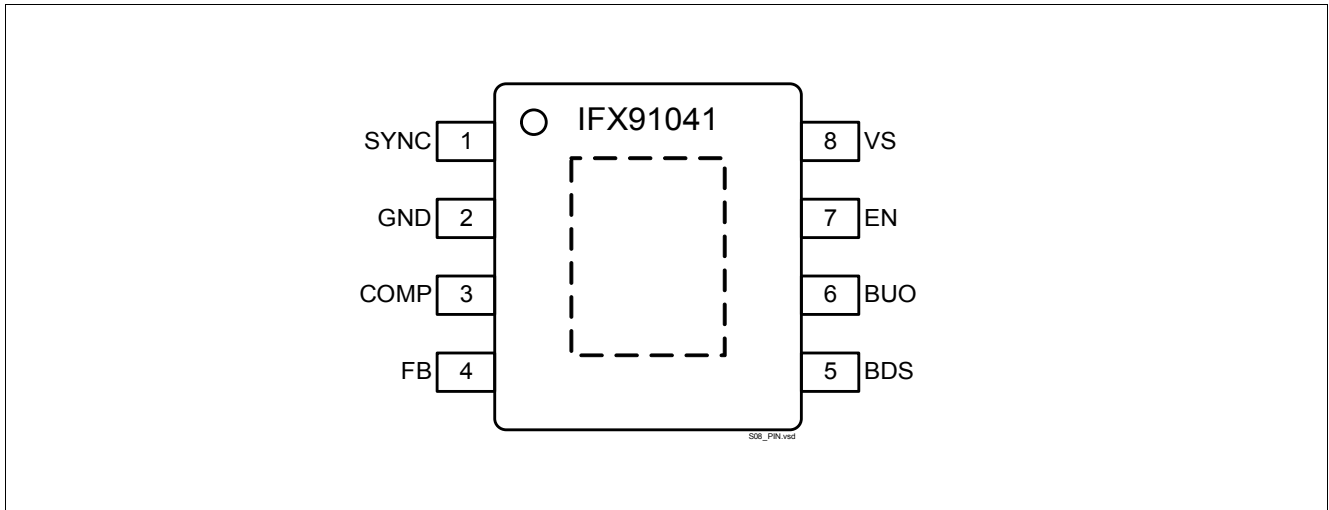 IFX91041
SYNC 1 8 VS
GND 2 7 EN
COMP 3 6 BUO
FB 4 5 BDS
S08_PIN.vsd